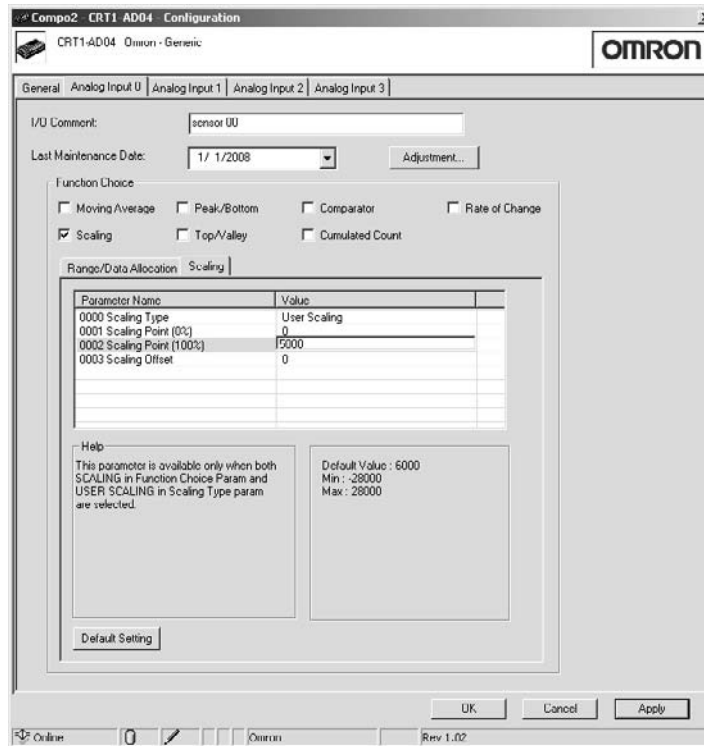 Compo2 - CRT1-AD04 - Configuration
CRT1-AD04 Omron - Generic
OMRON
General Analog Input 0 Analog Input 1 Analog Input 2 Analog Input 3
I/O Comment: sensor 00
Last Maintenance Date: 1/ 1/2008 Adjustment...
Function Choice
Moving Average Peak/Bottom Comparator Rate of Change
Scaling Top/Valley Cumulated Count
Range/Data Allocation Scaling
Parameter Name Value
0000 Scaling Type User Scaling
0001 Scaling Point (0%) 0
0002 Scaling Point (100%) 5000
0003 Scaling Offset 0
Help
This parameter is available only when both
SCALING in Function Choice Param and
USER SCALING in Scaling Type param
are selected.
Default Value : 6000
Min : -28000
Max : 28000
Default Setting
OK Cancel Apply
Online Omron Rev 1.02